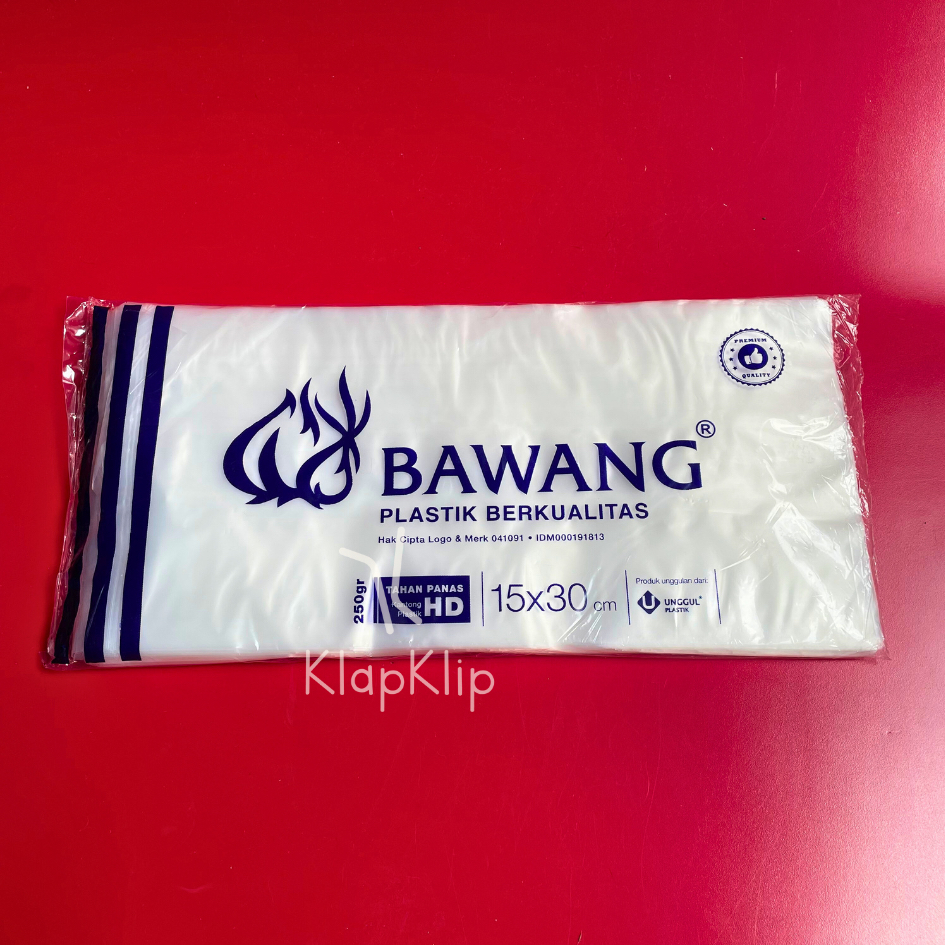 PREMIUM
QUALITY
BAWANG®
PLASTIK BERKUALITAS
Hak Cipta Logo & Merk 041091 • IDM000191813
250gr
TAHAN PANAS
Kantong
Plastik HD
15x30 cm
Produk unggulan dari:
UNGGUL®
PLASTIK
KlapKlip